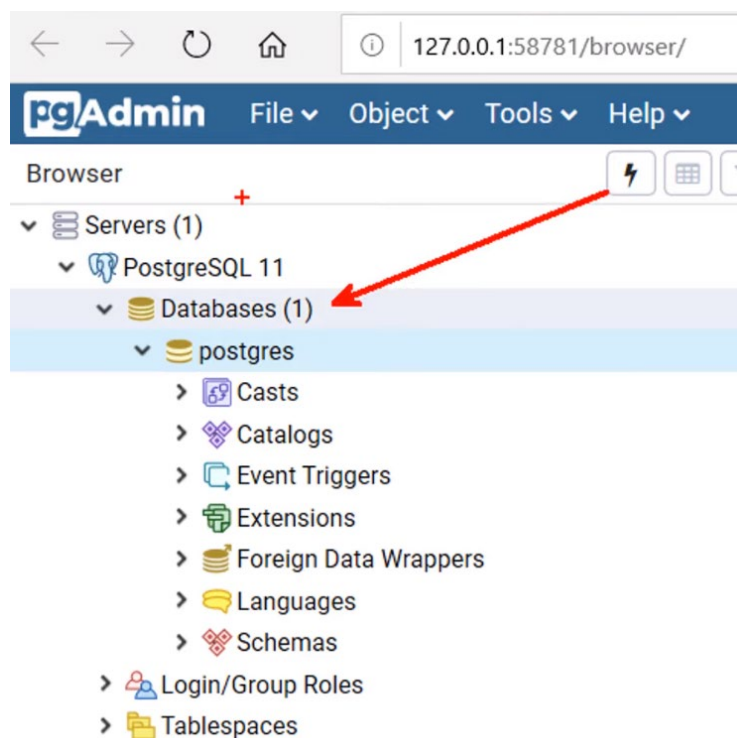 127.0.0.1:58781/browser/
pgAdmin File Object Tools Help
Browser
Servers (1)
PostgreSQL 11
Databases (1)
postgres
Casts
Catalogs
Event Triggers
Extensions
Foreign Data Wrappers
Languages
Schemas
Login/Group Roles
Tablespaces